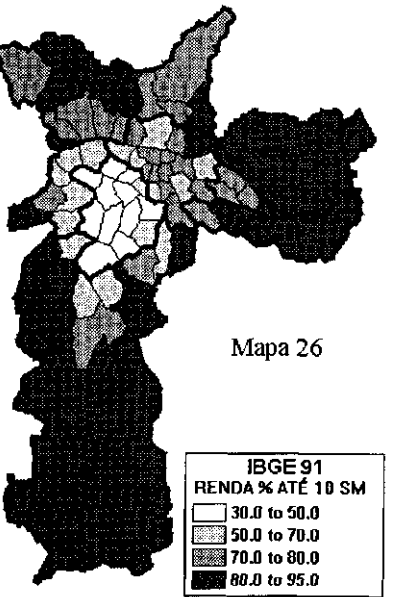 Mapa 26
IBGE 91
RENDA % ATÉ 10 SM
30.0 to 50.0
50.0 to 70.0
70.0 to 80.0
80.0 to 95.0